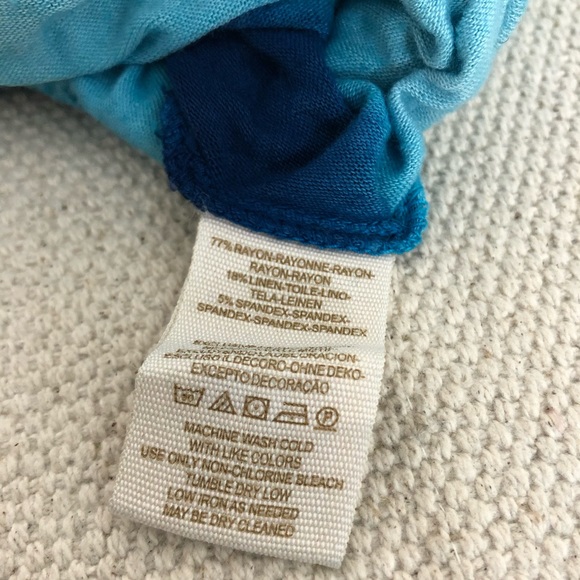 77% RAYON-RAYONNE-RAYON-
RAYON-RAYON
18% LINEN-TOILE-LINO-
TELA-LEINEN
5% SPANDEX-SPANDEX-
SPANDEX-SPANDEX-SPANDEX
DECORACION-
DECORO-OHNE DEKO-
EXCEPTO DECORAÇÃO
P
MACHINE WASH COLD
WITH LIKE COLORS
USE ONLY NON-CHLORINE BLEACH
TUMBLE DRY LOW
LOW IRON AS NEEDED
MAY BE DRY CLEANED